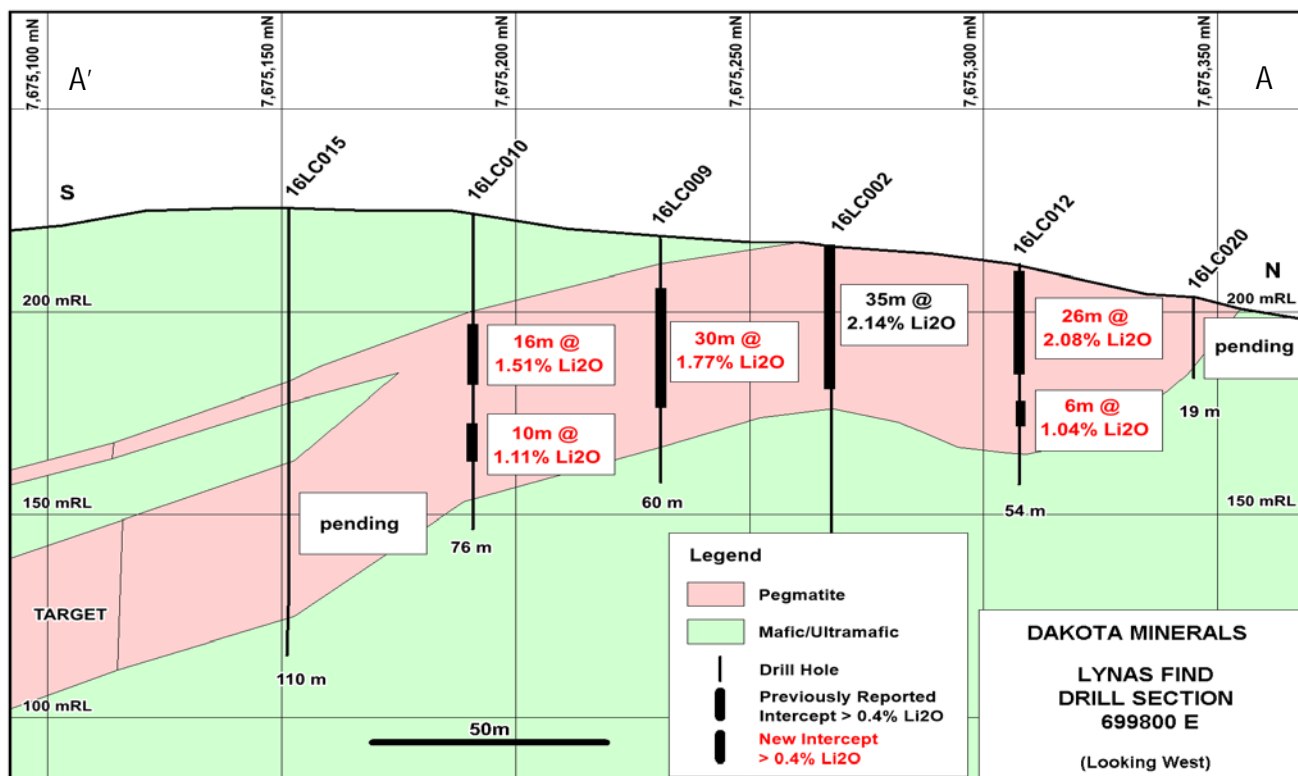 7,675,100 mN
7,675,150 mN
7,675,200 mN
7,675,250 mN
7,675,300 mN
7,675,350 mN
A'
A
S
N
16LC015
16LC010
16LC009
16LC002
16LC012
16LC020
200 mRL
200 mRL
16m @
1.51% Li2O
30m @
1.77% Li2O
35m @
2.14% Li2O
26m @
2.08% Li2O
pending
10m @
1.11% Li2O
6m @
1.04% Li2O
19 m
150 mRL
150 mRL
pending
76 m
60 m
54 m
TARGET
110 m
100 mRL
50m
Legend
Pegmatite
Mafic/Ultramafic
Drill Hole
Previously Reported
Intercept > 0.4% Li2O
New Intercept
> 0.4% Li2O
DAKOTA MINERALS
LYNAS FIND
DRILL SECTION
699800 E
(Looking West)